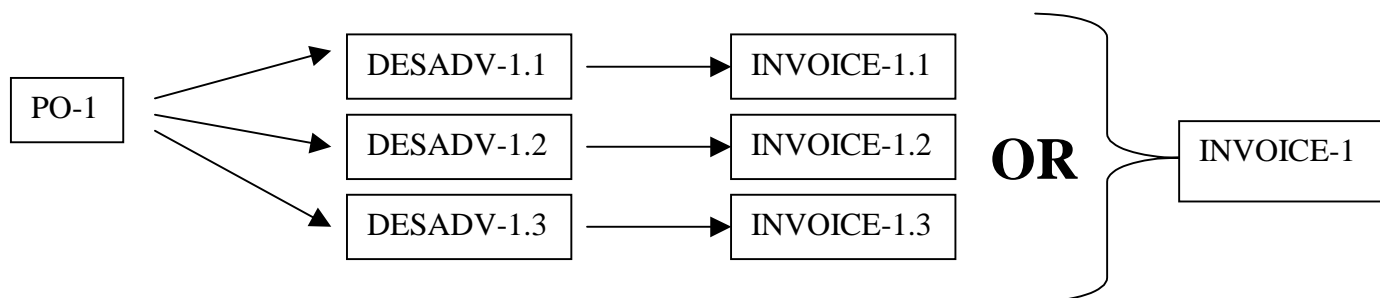 DESADV-1.1
INVOICE-1.1
PO-1
DESADV-1.2
INVOICE-1.2
OR
INVOICE-1
DESADV-1.3
INVOICE-1.3